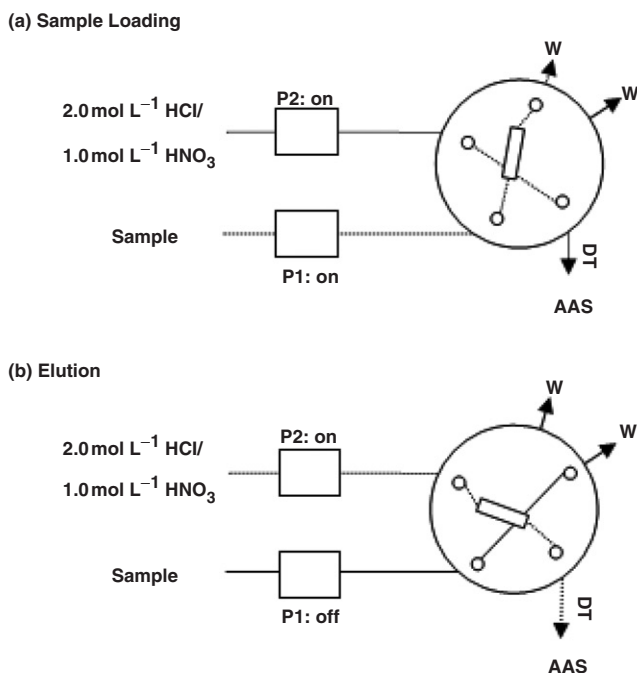 (a) Sample Loading
W
W
P2: on
2.0 mol L⁻¹ HCl/
1.0 mol L⁻¹ HNO₃
Sample
P1: on
DT
AAS
(b) Elution
W
W
P2: on
2.0 mol L⁻¹ HCl/
1.0 mol L⁻¹ HNO₃
Sample
P1: off
DT
AAS